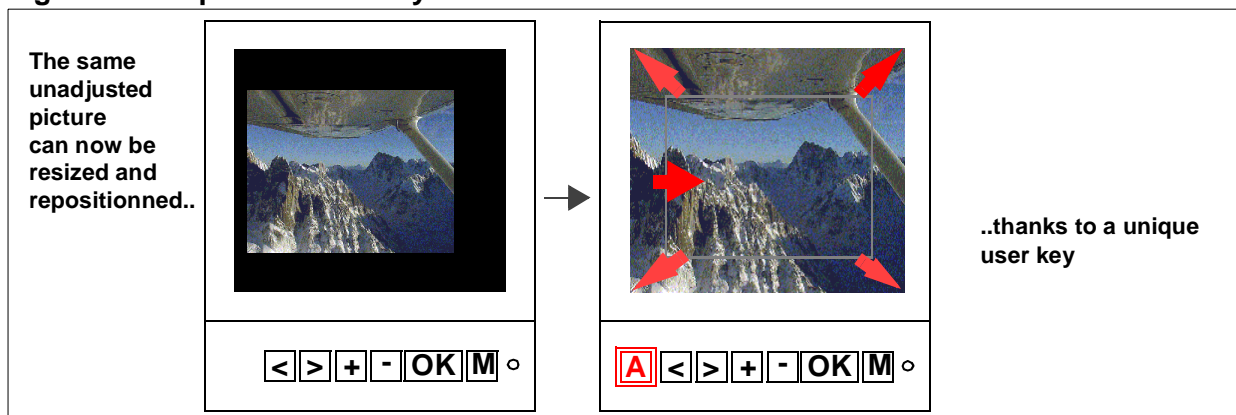 The same
unadjusted
picture
can now be
resized and
repositionned..
< > + - OK M
A < > + - OK M
..thanks to a unique
user key